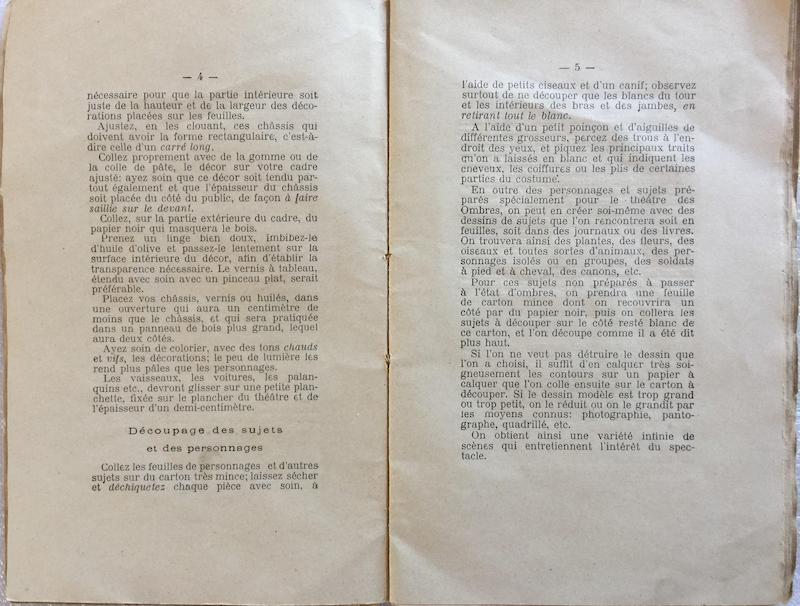 — 4 —
nécessaire pour que la partie intérieure soit
juste de la hauteur et de la largeur des déco-
rations placées sur les feuilles.
Ajustez, en les clouant, ces châssis qui
doivent avoir la forme rectangulaire, c'est-à-
dire celle d'un carré long.
Collez proprement avec de la gomme ou de
la colle de pâte, le décor sur votre cadre
ajusté: ayez soin que ce décor soit tendu par-
tout également et que l'épaisseur du châssis
soit placée du côté du public, de façon à faire
saillie sur le devant.
Collez, sur la partie extérieure du cadre, du
papier noir qui masquera le bois.
Prenez un linge bien doux, imbibez-le
d'huile d'olive et passez-le lentement sur la
surface intérieure du décor, afin d'établir la
transparence nécessaire. Le vernis à tableau,
étendu avec soin avec un pinceau plat, serait
préférable.
Placez vos châssis, vernis ou huilés, dans
une ouverture qui aura un centimètre de
moins que le châssis, et qui sera pratiquée
dans un panneau de bois plus grand, lequel
aura deux côtés.
Ayez soin de colorier, avec des tons chauds
et vifs, les décorations; le peu de lumière les
rend plus pâles que les personnages.
Les vaisseaux, les voitures, les palan-
quins etc., devront glisser sur une petite plan-
chette, fixée sur le plancher du théâtre et de
l'épaisseur d'un demi-centimètre.
Découpage des sujets
et des personnages
Collez les feuilles de personnages et d'autres
sujets sur du carton très mince; laissez sécher
et déchiquetez chaque pièce avec soin, à
— 5 —
l'aide de petits ciseaux et d'un canif; observez
surtout de ne découper que les blancs du tour
et les intérieurs des bras et des jambes, en
retirant tout le blanc.
A l'aide d'un petit poinçon et d'aiguilles de
différentes grosseurs, percez des trous à l'en-
droit des yeux, et piquez les principaux traits
qu'on a laissés en blanc et qui indiquent les
cheveux, les coiffures ou les plis de certaines
parties du costume.
En outre des personnages et sujets pré-
parés spécialement pour le théâtre des
Ombres, on peut en créer soi-même avec des
dessins de sujets que l'on rencontrera soit en
feuilles, soit dans des journaux ou des livres.
On trouvera ainsi des plantes, des fleurs, des
oiseaux et toutes sortes d'animaux, des per-
sonnages isolés ou en groupes, des soldats
à pied et à cheval, des canons, etc.
Pour ces sujets non préparés à passer
à l'état d'ombres, on prendra une feuille
de carton mince dont on recouvrira un
côté par du papier noir, puis on collera les
sujets à découper sur le côté resté blanc de
ce carton, et l'on découpe comme il a été dit
plus haut.
Si l'on ne veut pas détruire le dessin que
l'on a choisi, il suffit d'en calquer très soi-
gneusement les contours sur un papier à
calquer que l'on colle ensuite sur le carton à
découper. Si le dessin modèle est trop grand
ou trop petit, on le réduit ou on le grandit par
les moyens connus: photographie, panto-
graphe, quadrillé, etc.
On obtient ainsi une variété infinie de
scènes qui entretiennent l'intérêt du spec-
tacle.